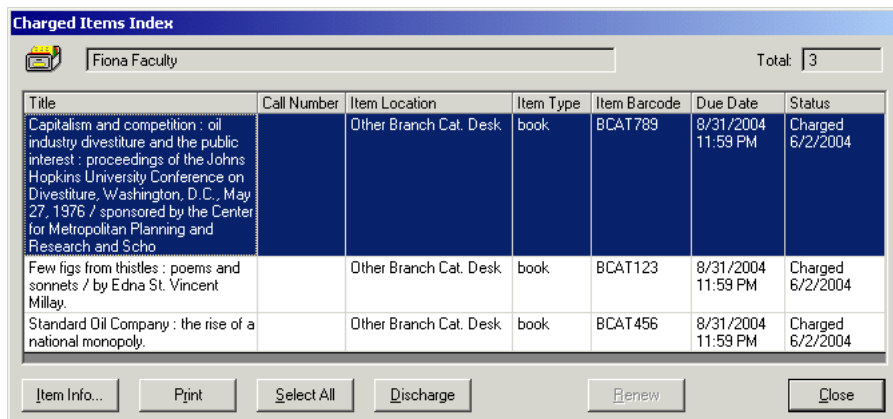 Charged Items Index
Fiona Faculty Total: 3
Title Call Number Item Location Item Type Item Barcode Due Date Status
Capitalism and competition : oil Other Branch Cat. Desk book BCAT789 8/31/2004 Charged
industry divestiture and the public 11:59 PM 6/2/2004
interest : proceedings of the Johns
Hopkins University Conference on
Divestiture, Washington, D.C., May
27, 1976 / sponsored by the Center
for Metropolitan Planning and
Research and Scho
Few figs from thistles : poems and Other Branch Cat. Desk book BCAT123 8/31/2004 Charged
sonnets / by Edna St. Vincent 11:59 PM 6/2/2004
Millay.
Standard Oil Company : the rise of a Other Branch Cat. Desk book BCAT456 8/31/2004 Charged
national monopoly. 11:59 PM 6/2/2004
Item Info... Print Select All Discharge Renew Close